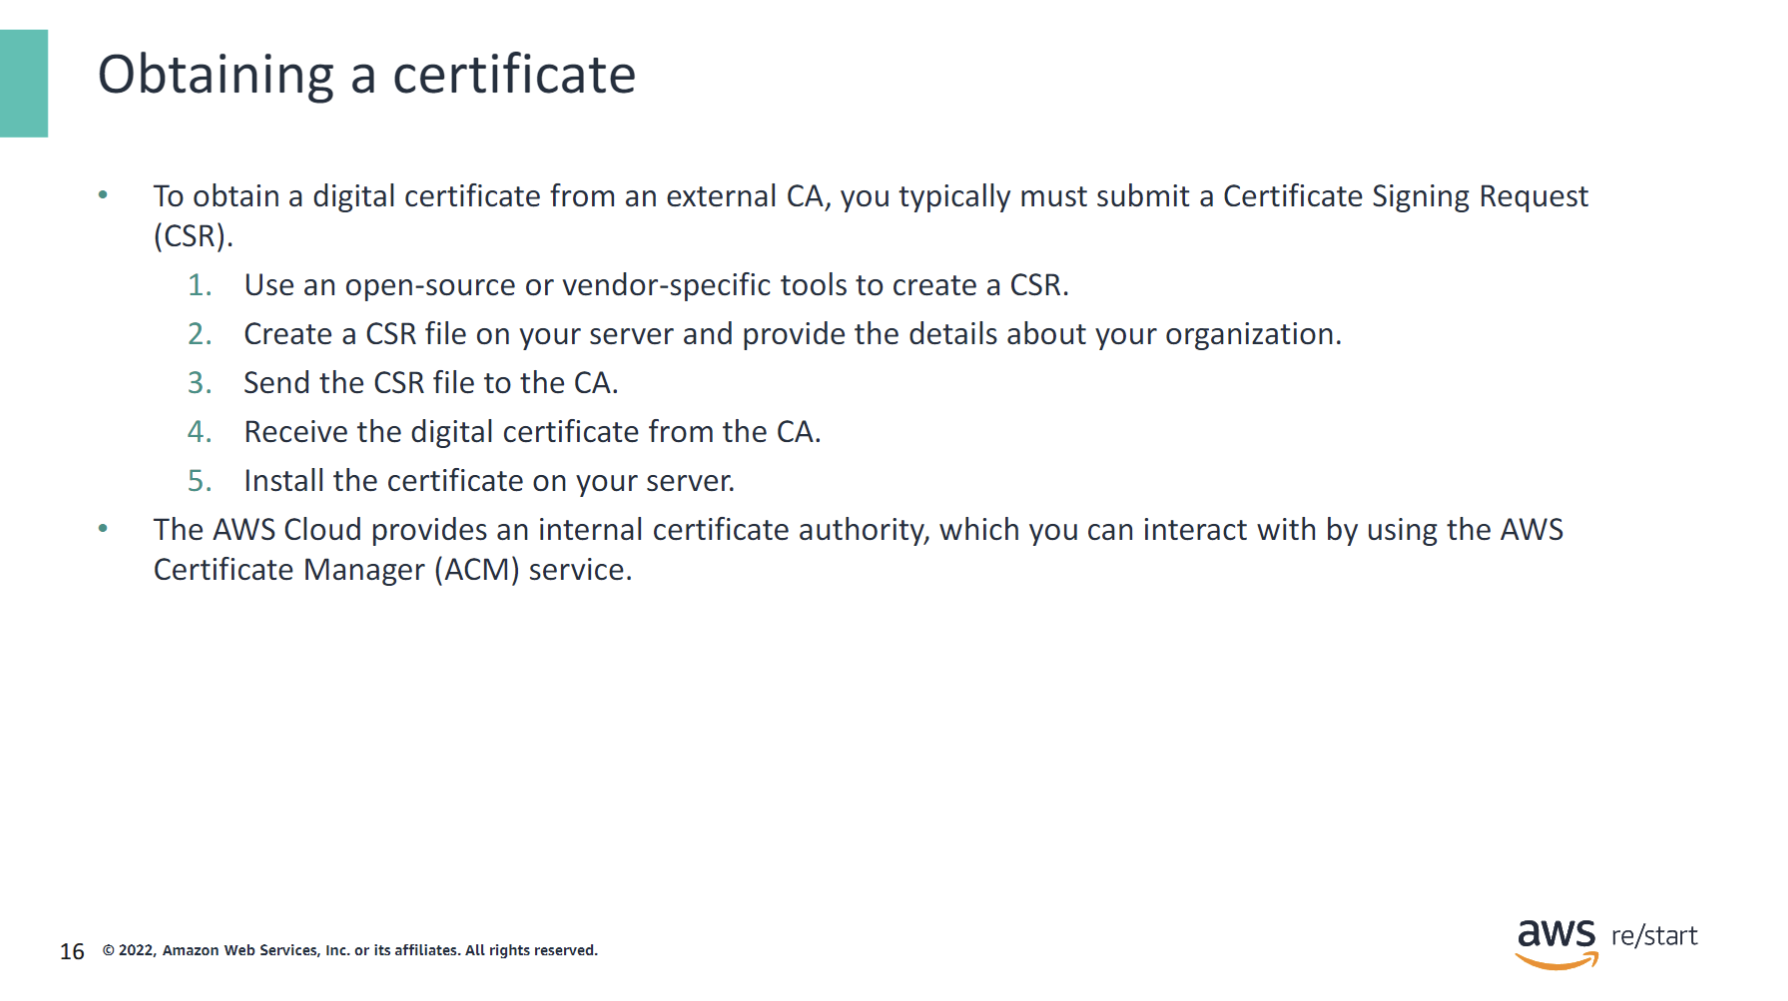 Obtaining a certificate
• To obtain a digital certificate from an external CA, you typically must submit a Certificate Signing Request
(CSR).
1. Use an open-source or vendor-specific tools to create a CSR.
2. Create a CSR file on your server and provide the details about your organization.
3. Send the CSR file to the CA.
4. Receive the digital certificate from the CA.
5. Install the certificate on your server.
• The AWS Cloud provides an internal certificate authority, which you can interact with by using the AWS
Certificate Manager (ACM) service.
16 © 2022, Amazon Web Services, Inc. or its affiliates. All rights reserved.
aws re/start